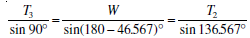 T₃/sin 90° = W/sin(180 − 46.567)° = T₂/sin 136.567°